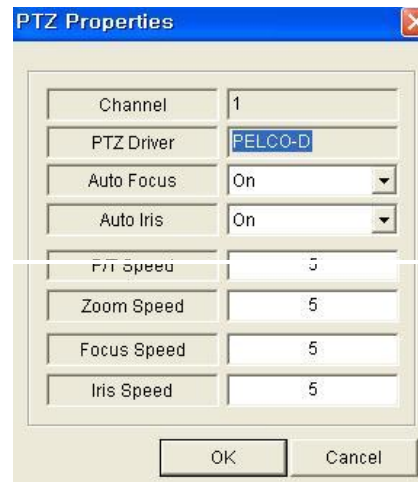 PTZ Properties
Channel 1
PTZ Driver PELCO-D
Auto Focus On
Auto Iris On
P/T Speed 5
Zoom Speed 5
Focus Speed 5
Iris Speed 5
OK Cancel